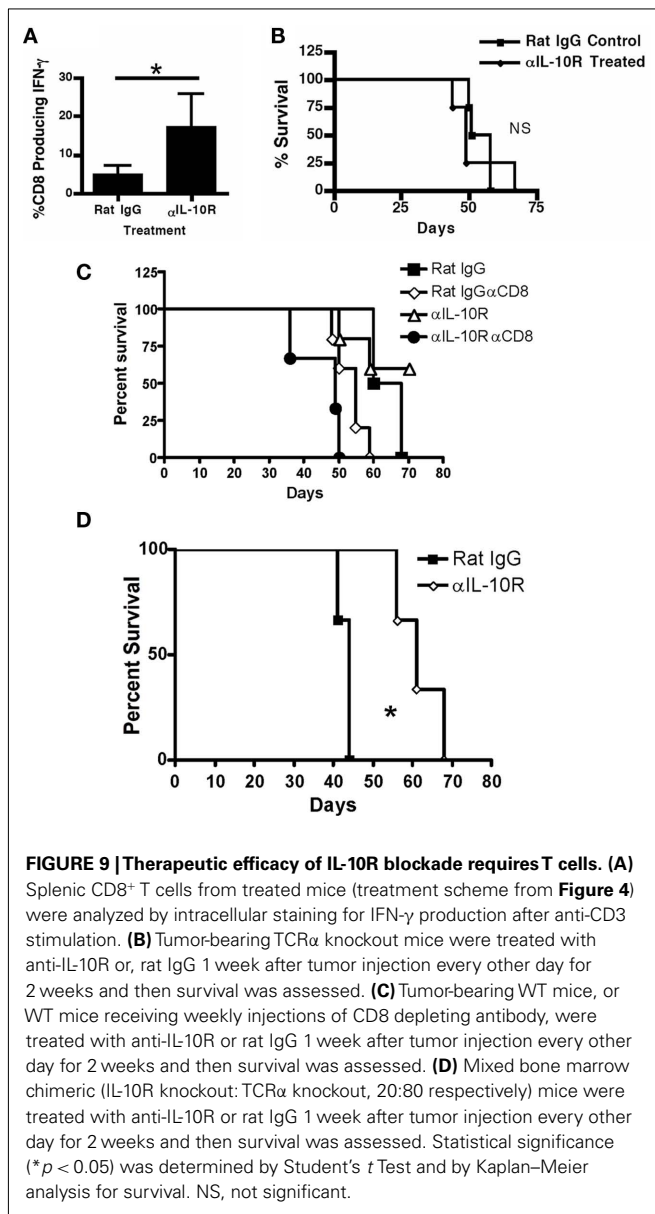 A
*
%CD8 Producing IFN-γ
30
20
10
0
Rat IgG
αIL-10R
Treatment
B
Rat IgG Control
αIL-10R Treated
% Survival
125
100
75
50
25
0
NS
0
25
50
75
Days
C
Rat IgG
Rat IgGαCD8
αIL-10R
αIL-10R αCD8
Percent survival
125
100
75
50
25
0
0 10 20 30 40 50 60 70 80
Days
D
Rat IgG
αIL-10R
Percent Survival
100
50
0
*
0 10 20 30 40 50 60 70 80
Days
FIGURE 9 | Therapeutic efficacy of IL-10R blockade requires T cells. (A)
Splenic CD8+ T cells from treated mice (treatment scheme from Figure 4)
were analyzed by intracellular staining for IFN-γ production after anti-CD3
stimulation. (B) Tumor-bearing TCRα knockout mice were treated with
anti-IL-10R or, rat IgG 1 week after tumor injection every other day for
2 weeks and then survival was assessed. (C) Tumor-bearing WT mice, or
WT mice receiving weekly injections of CD8 depleting antibody, were
treated with anti-IL-10R or rat IgG 1 week after tumor injection every other
day for 2 weeks and then survival was assessed. (D) Mixed bone marrow
chimeric (IL-10R knockout: TCRα knockout, 20:80 respectively) mice were
treated with anti-IL-10R or rat IgG 1 week after tumor injection every other
day for 2 weeks and then survival was assessed. Statistical significance
(*p < 0.05) was determined by Student's t Test and by Kaplan–Meier
analysis for survival. NS, not significant.